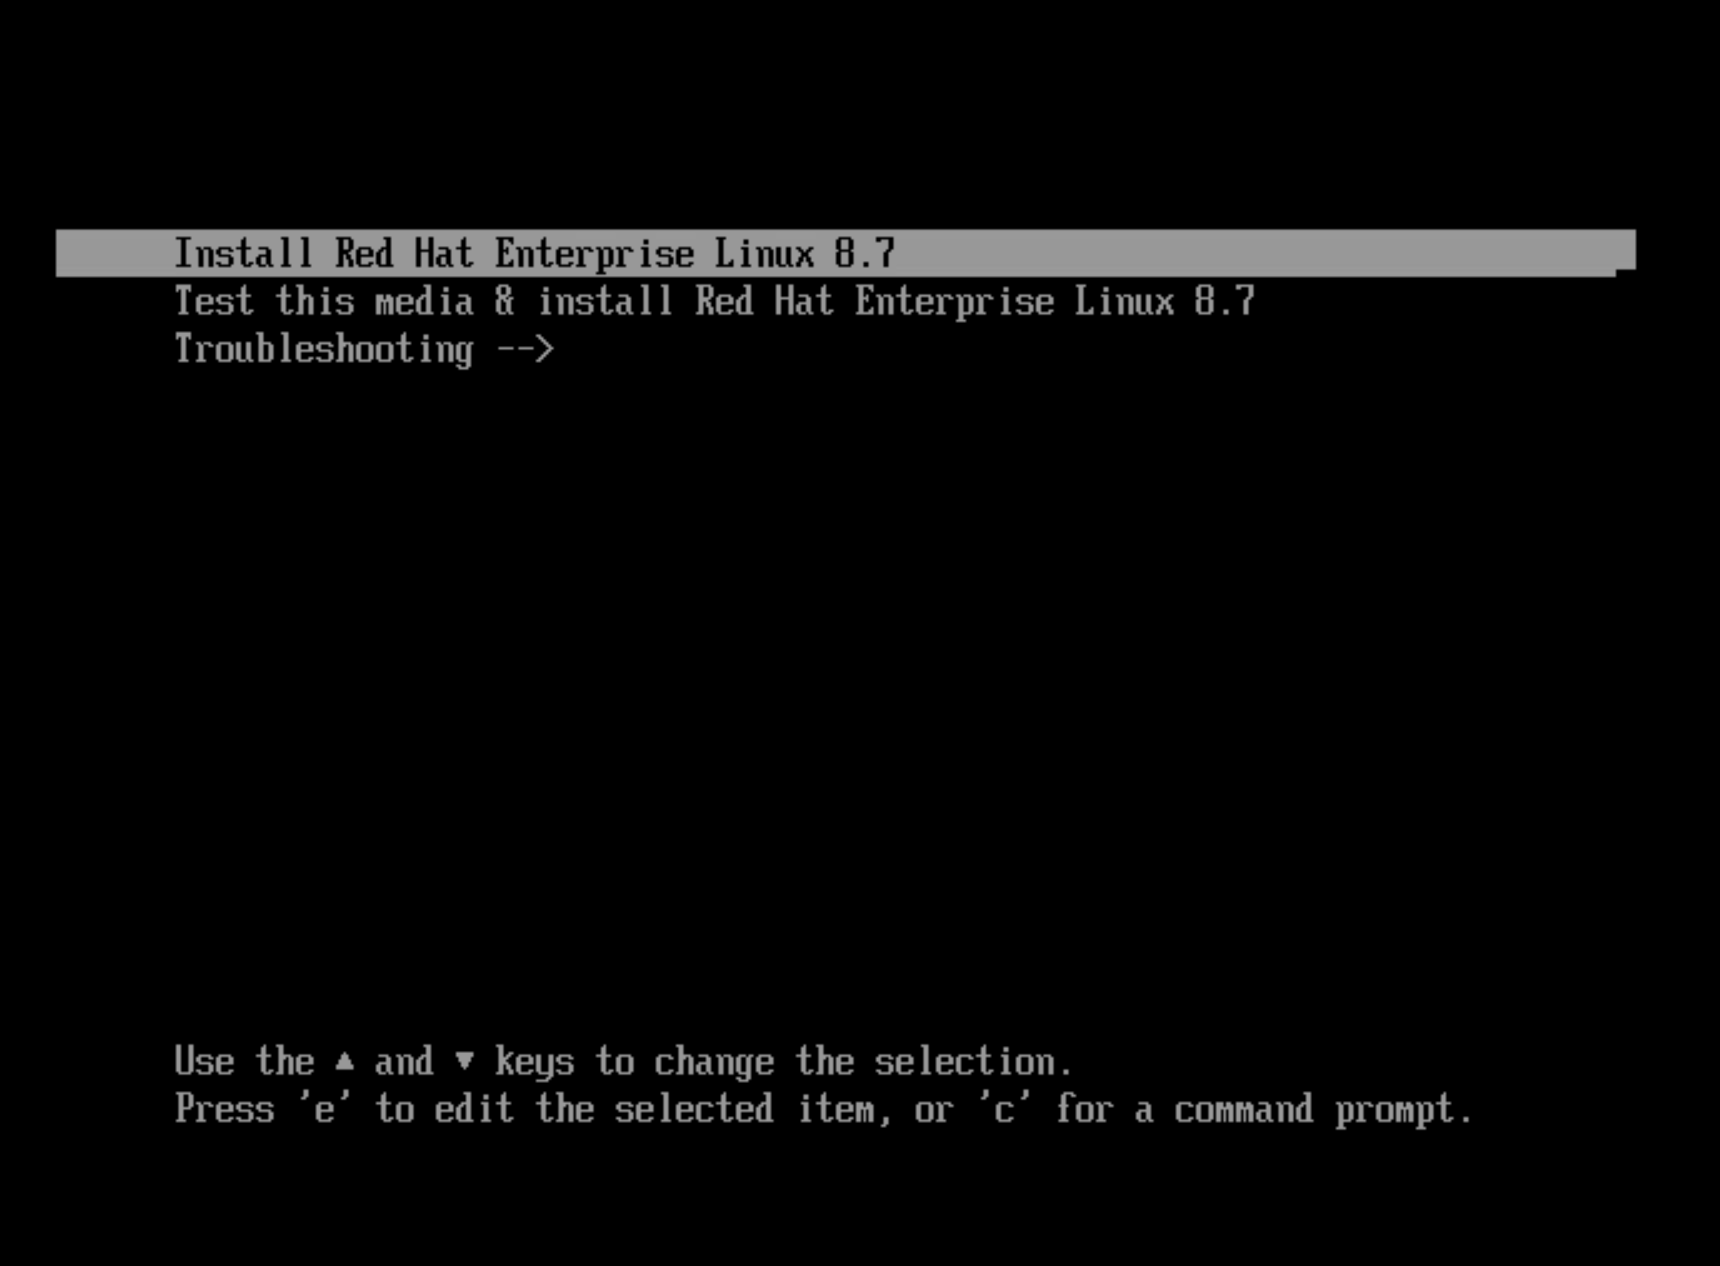 Install Red Hat Enterprise Linux 8.7
Test this media & install Red Hat Enterprise Linux 8.7
Troubleshooting -->
Use the ▲ and ▼ keys to change the selection.
Press 'e' to edit the selected item, or 'c' for a command prompt.